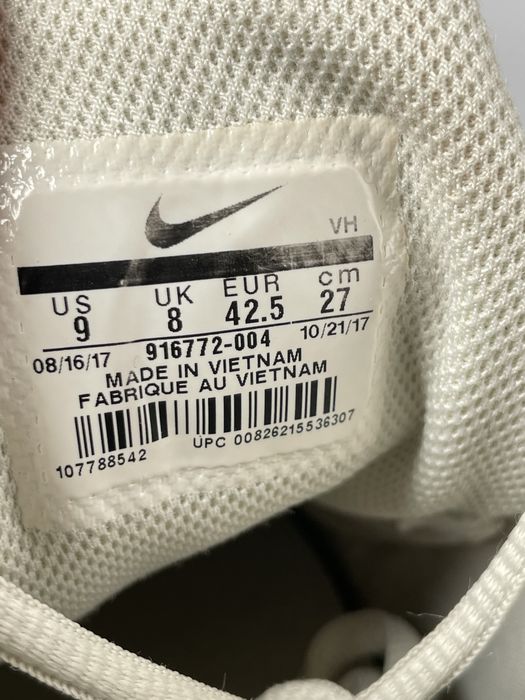 VH
US UK EUR cm
9 8 42.5 27
08/16/17 916772-004 10/21/17
MADE IN VIETNAM
FABRIQUE AU VIETNAM
107788542 UPC 00826215536307